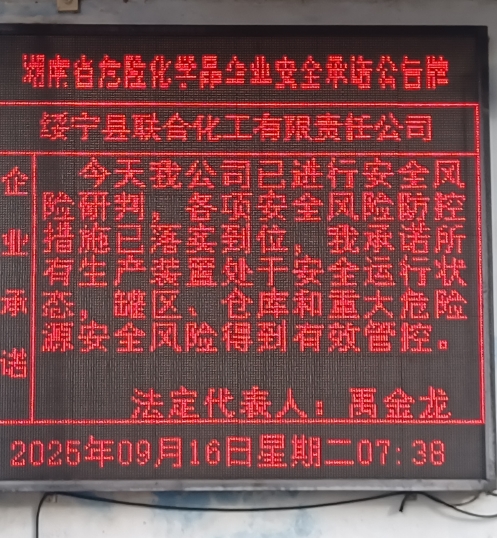 湖南省危险化学品企业安全承诺公告牌
绥宁县联合化工有限责任公司
企业承诺
今天我公司已进行安全风
险研判，各项安全风险防控
措施已落实到位，我承诺所
有生产装置处于安全运行状
态，罐区、仓库和重大危险
源安全风险得到有效管控。
法定代表人：禹金龙
2025年09月16日星期二07:38